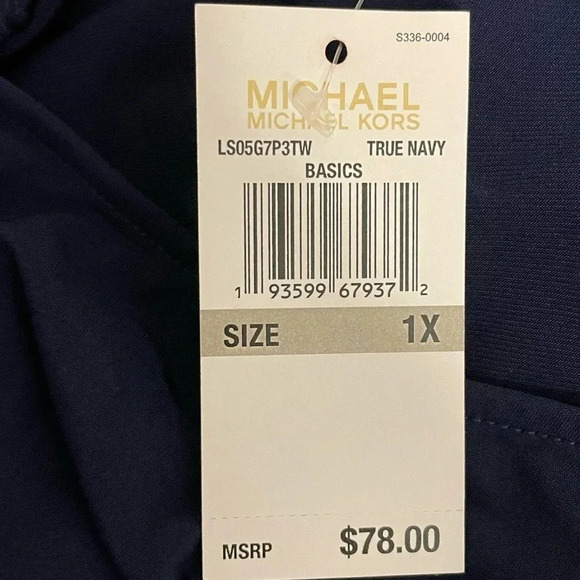 S336-0004
MICHAEL
MICHAEL KORS
LS05G7P3TW TRUE NAVY
BASICS
1 93599 67937 2
SIZE 1X
MSRP $78.00